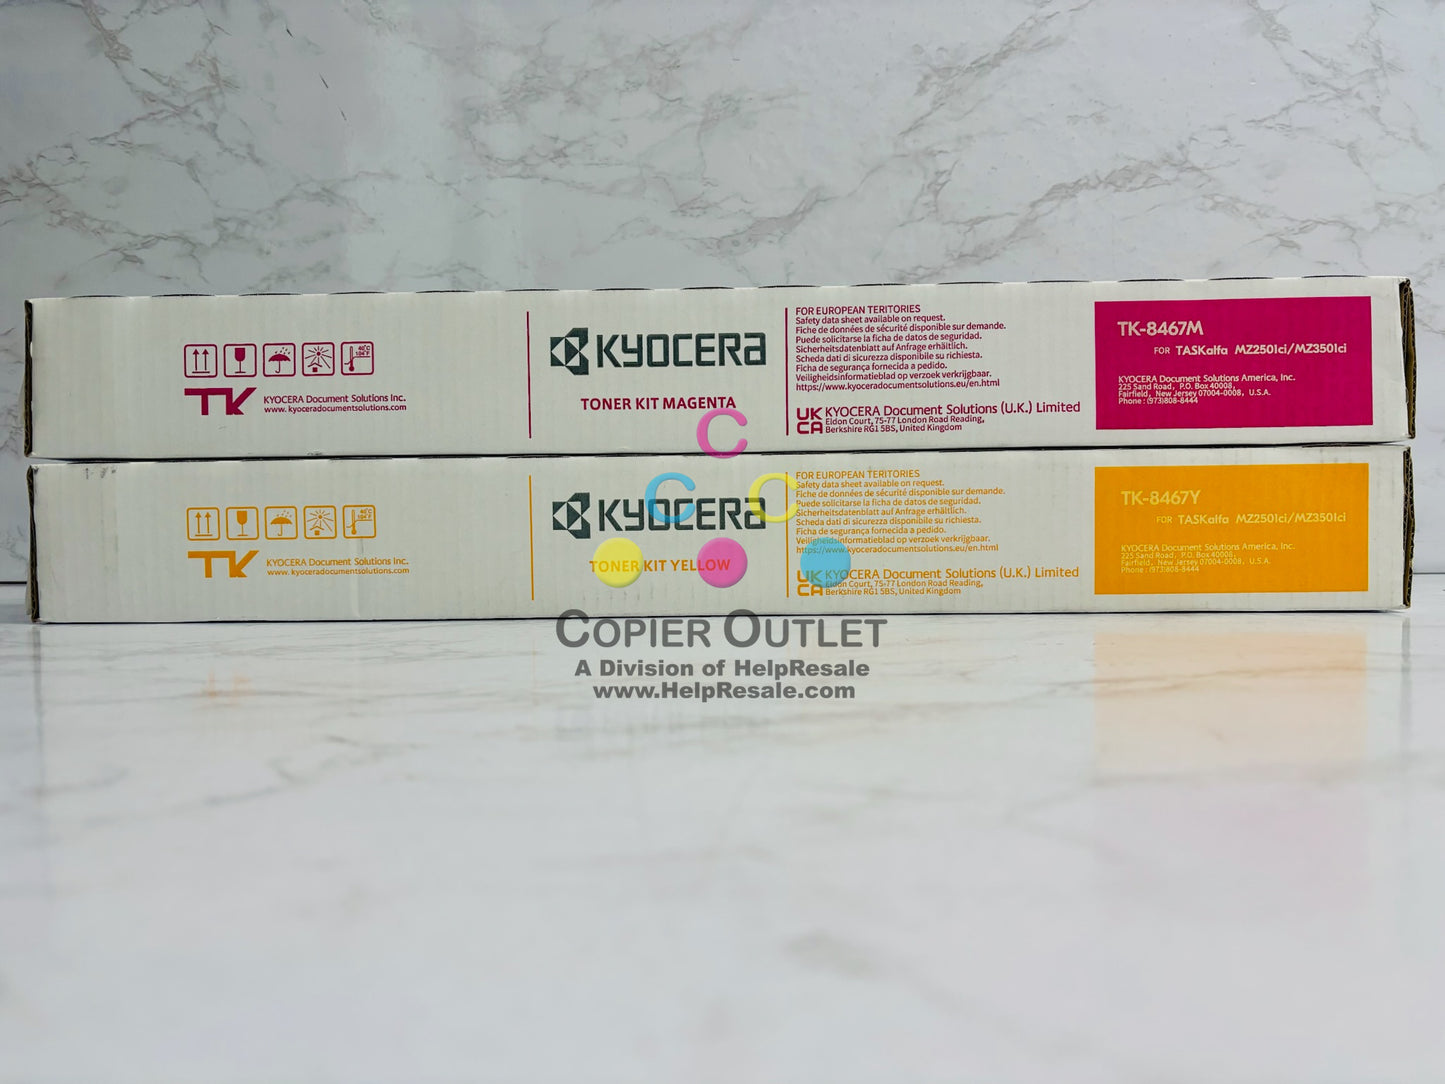 40°C
104°F
TK
KYOCERA Document Solutions Inc.
www.kyoceradocumentsolutions.com
KYOCERA
TONER KIT MAGENTA
FOR EUROPEAN TERITORIES
Safety data sheet available on request.
Fiche de données de sécurité disponible sur demande.
Puede solicitarse la ficha de datos de seguridad.
Sicherheitsdatenblatt auf Anfrage erhältlich.
Scheda dati di sicurezza disponibile su richiesta.
Ficha de segurança fornecida a pedido.
Veiligheidsinformatieblad op verzoek verkrijgbaar.
https://www.kyoceradocumentsolutions.eu/en.html
UK
CA
KYOCERA Document Solutions (U.K.) Limited
Eldon Court, 75-77 London Road Reading,
Berkshire RG1 5BS, United Kingdom
TK-8467M
FOR TASKalfa MZ2501ci/MZ3501ci
KYOCERA Document Solutions America, Inc.
225 Sand Road, P.O. Box 40008,
Fairfield, New Jersey 07004-0008, U.S.A.
Phone: (973)808-8444
40°C
104°F
TK
KYOCERA Document Solutions Inc.
www.kyoceradocumentsolutions.com
KYOCERA
TONER KIT YELLOW
FOR EUROPEAN TERITORIES
Safety data sheet available on request.
Fiche de données de sécurité disponible sur demande.
Puede solicitarse la ficha de datos de seguridad.
Sicherheitsdatenblatt auf Anfrage erhältlich.
Scheda dati di sicurezza disponibile su richiesta.
Ficha de segurança fornecida a pedido.
Veiligheidsinformatieblad op verzoek verkrijgbaar.
https://www.kyoceradocumentsolutions.eu/en.html
UK
CA
KYOCERA Document Solutions (U.K.) Limited
Eldon Court, 75-77 London Road Reading,
Berkshire RG1 5BS, United Kingdom
TK-8467Y
FOR TASKalfa MZ2501ci/MZ3501ci
KYOCERA Document Solutions America, Inc.
225 Sand Road, P.O. Box 40008,
Fairfield, New Jersey 07004-0008, U.S.A.
Phone: (973)808-8444
C
C C
COPIER OUTLET
A Division of HelpResale
www.HelpResale.com